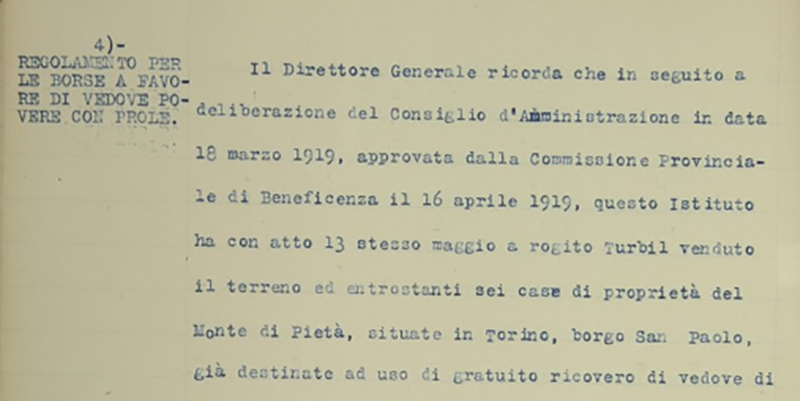 4)-
REGOLAMENTO PER
LE BORSE A FAVO-
RE DI VEDOVE PO-
VERE CON PROLE.
Il Direttore Generale ricorda che in seguito a
deliberazione del Consiglio d'Amministrazione in data
18 marzo 1919, approvata dalla Commissione Provincia-
le di Beneficenza il 16 aprile 1919, questo Istituto
ha con atto 13 stesso maggio a rogito Turbil venduto
il terreno ed entrostanti sei case di proprietà del
Monte di Pietà, situate in Torino, borgo San Paolo,
già destinate ad uso di gratuito ricovero di vedove di